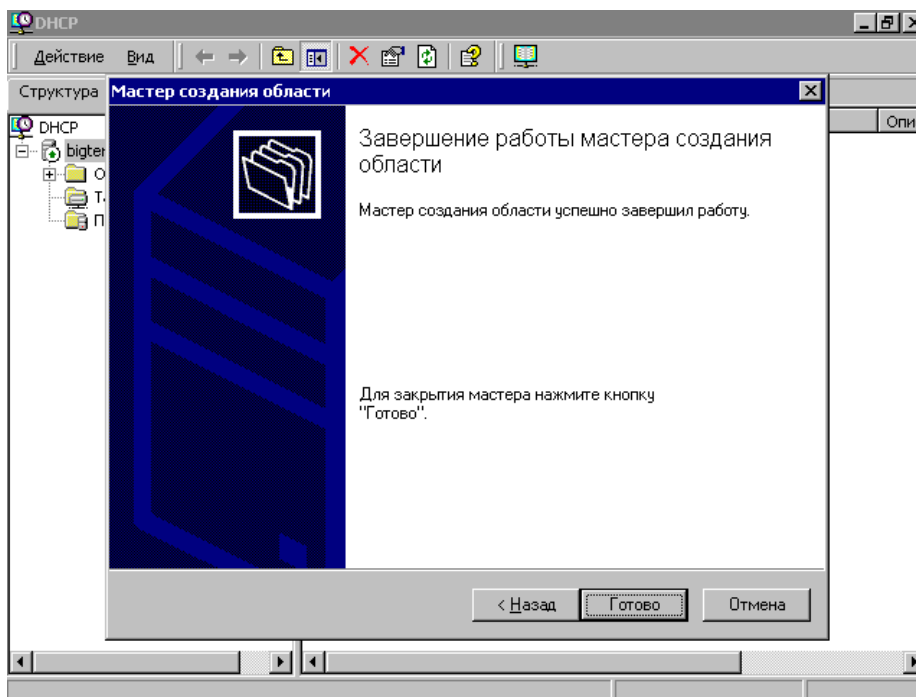 DHCP
Действие Вид
Структура
Мастер создания области
Опи
DHCP
bigter
О
Т
П
Завершение работы мастера создания
области
Мастер создания области успешно завершил работу.
Для закрытия мастера нажмите кнопку
"Готово".
< Назад Готово Отмена